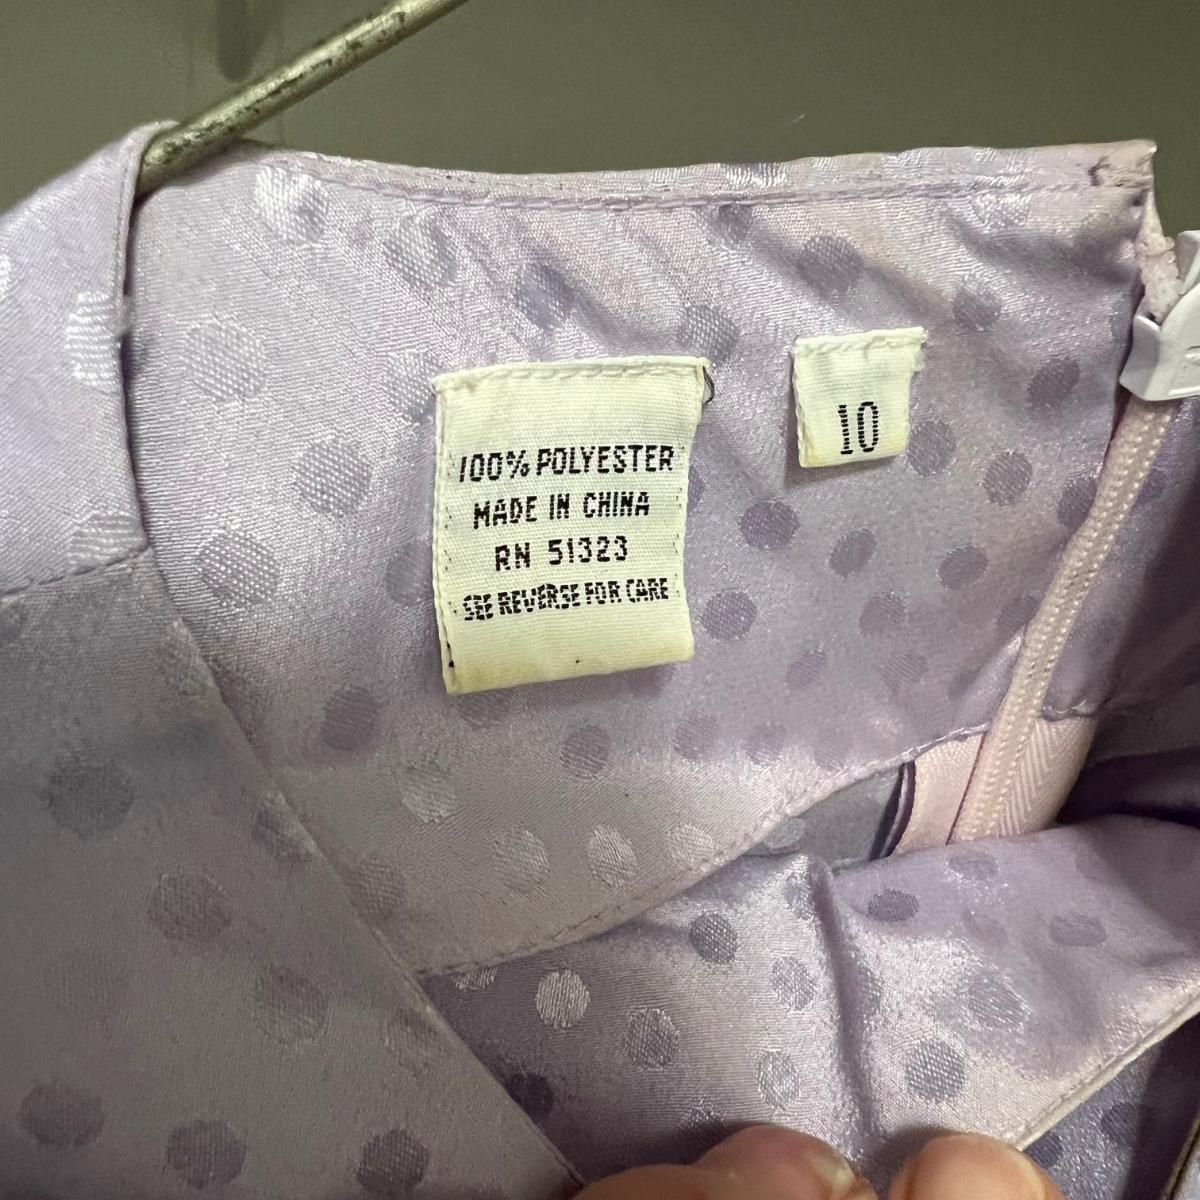 100% POLYESTER
MADE IN CHINA
RN 51323
SEE REVERSE FOR CARE
10